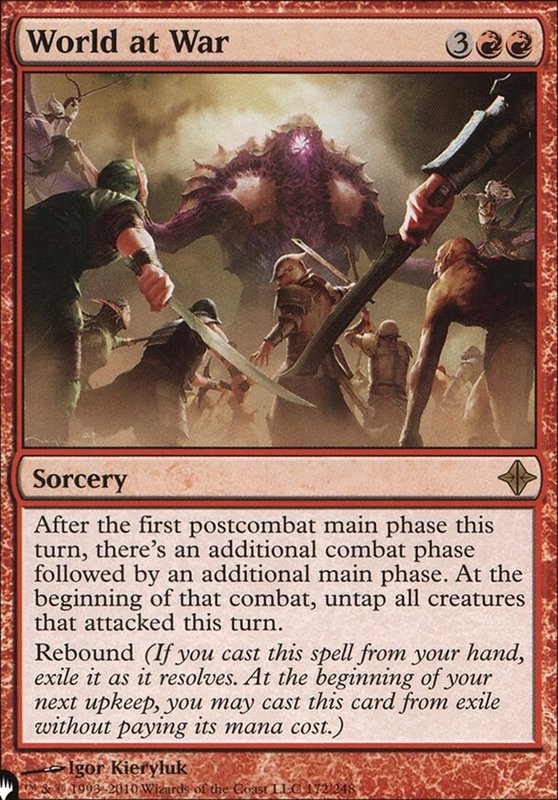 World at War 3
Sorcery
After the first postcombat main phase this
turn, there's an additional combat phase
followed by an additional main phase. At the
beginning of that combat, untap all creatures
that attacked this turn.
Rebound (If you cast this spell from your hand,
exile it as it resolves. At the beginning of your
next upkeep, you may cast this card from exile
without paying its mana cost.)
Igor Kieryluk
™ & © 1993–2010 Wizards of the Coast LLC 172/248